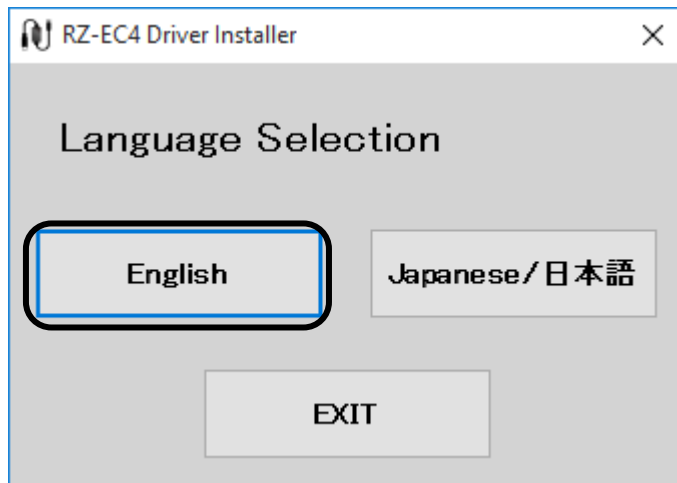 RZ-EC4 Driver Installer
Language Selection
English
Japanese/日本語
EXIT